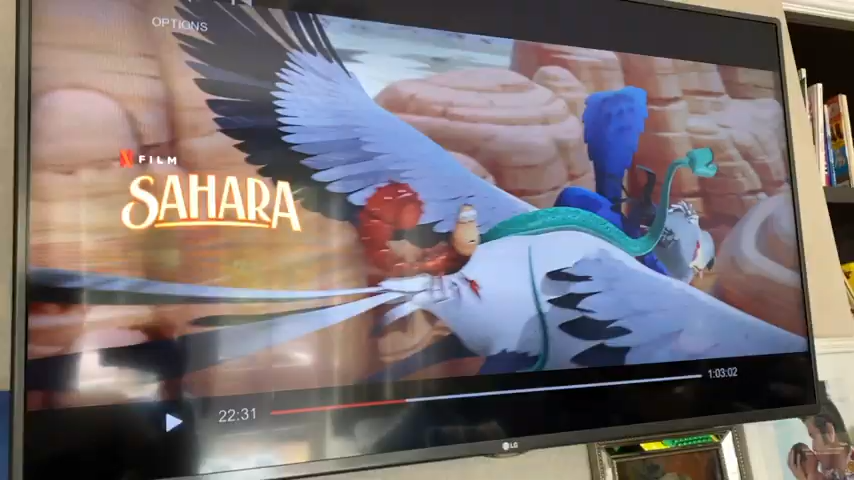 OPTIONS
N FILM
SAHARA
22:31
1:03:02
LG